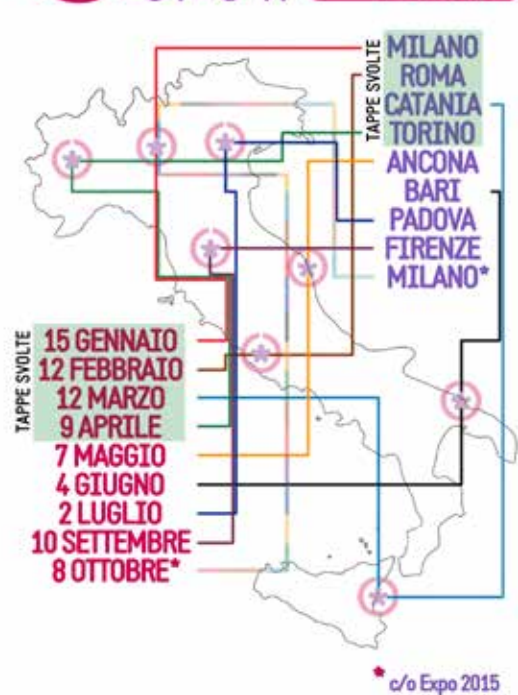 TAPPE SVOLTE
MILANO
ROMA
CATANIA
TORINO
ANCONA
BARI
PADOVA
FIRENZE
MILANO*
TAPPE SVOLTE
15 GENNAIO
12 FEBBRAIO
12 MARZO
9 APRILE
7 MAGGIO
4 GIUGNO
2 LUGLIO
10 SETTEMBRE
8 OTTOBRE*
* c/o Expo 2015